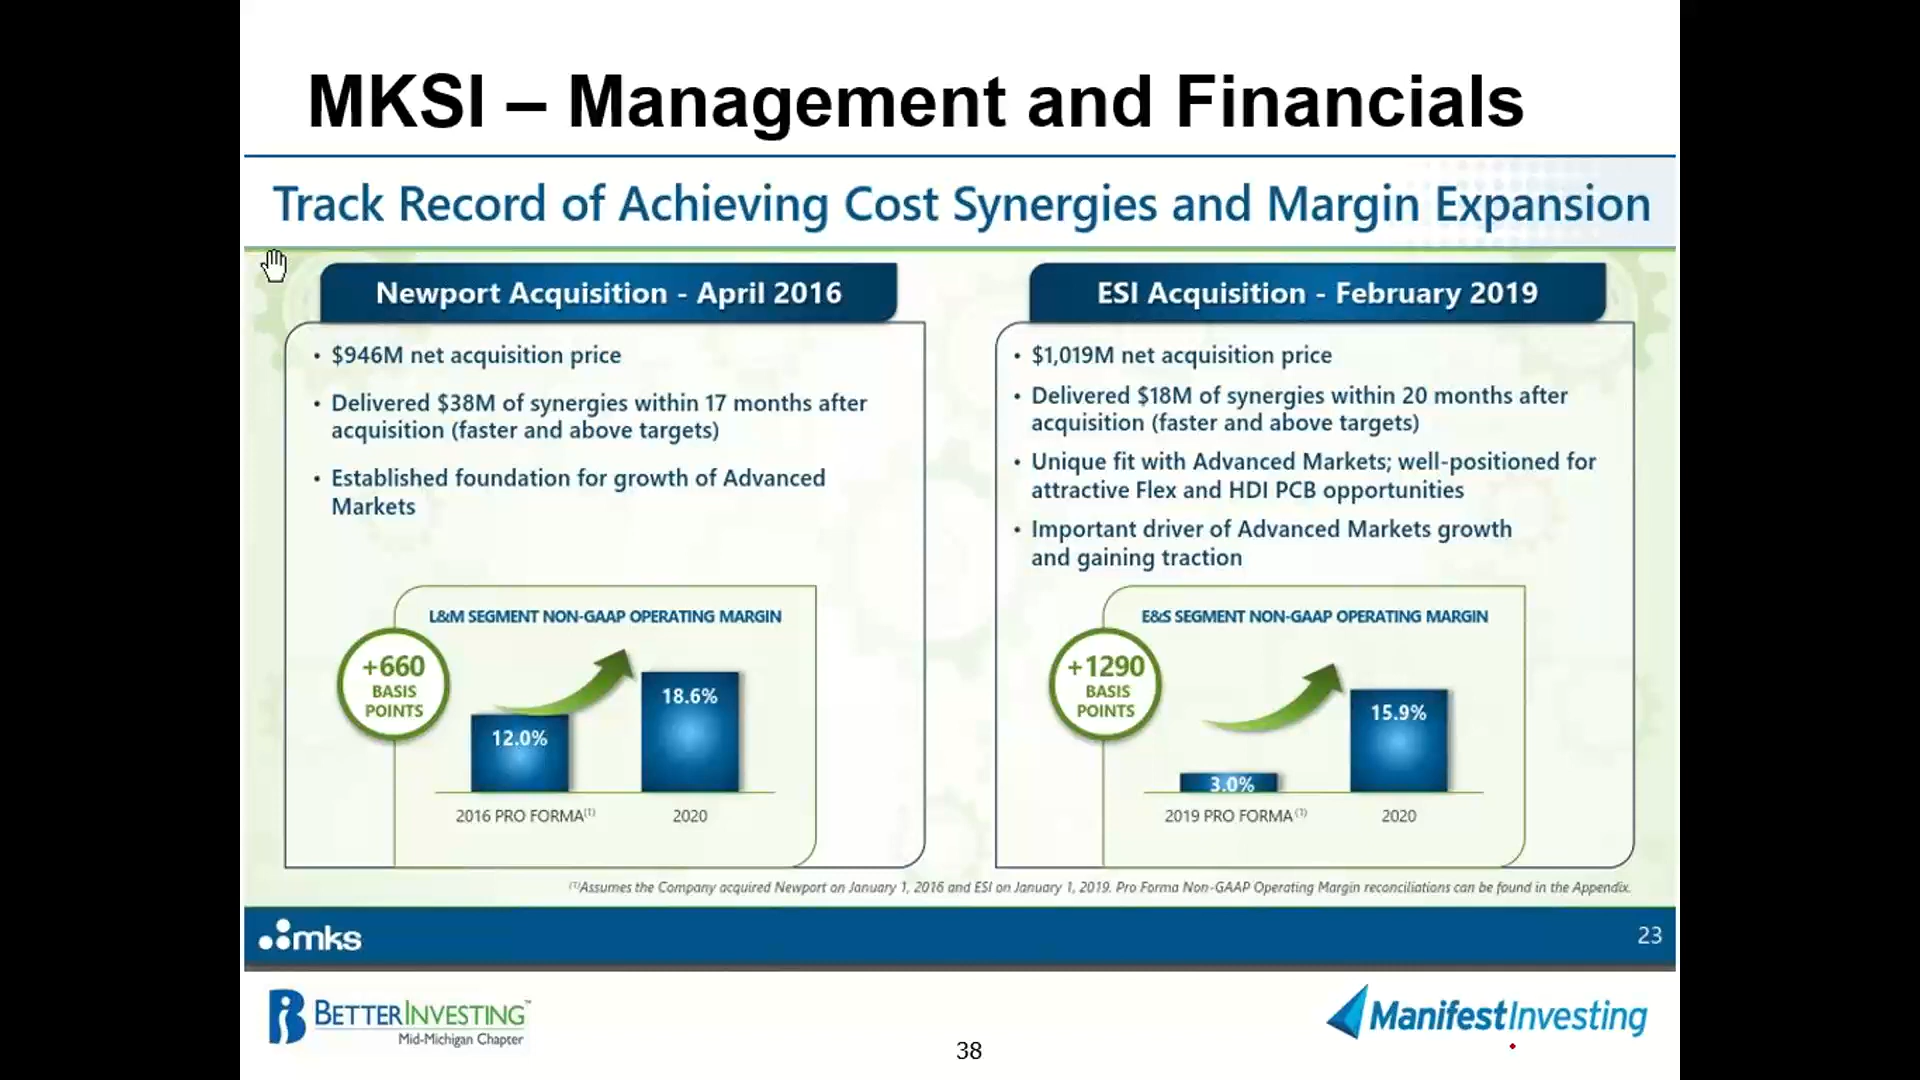 MKSI – Management and Financials
Track Record of Achieving Cost Synergies and Margin Expansion
Newport Acquisition - April 2016
• $946M net acquisition price
• Delivered $38M of synergies within 17 months after
acquisition (faster and above targets)
• Established foundation for growth of Advanced
Markets
L&M SEGMENT NON-GAAP OPERATING MARGIN
+660
BASIS
POINTS
12.0%
18.6%
2016 PRO FORMA(1)
2020
ESI Acquisition - February 2019
• $1,019M net acquisition price
• Delivered $18M of synergies within 20 months after
acquisition (faster and above targets)
• Unique fit with Advanced Markets; well-positioned for
attractive Flex and HDI PCB opportunities
• Important driver of Advanced Markets growth
and gaining traction
E&S SEGMENT NON-GAAP OPERATING MARGIN
+1290
BASIS
POINTS
3.0%
15.9%
2019 PRO FORMA (1)
2020
(1)Assumes the Company acquired Newport on January 1, 2016 and ESI on January 1, 2019. Pro Forma Non-GAAP Operating Margin reconciliations can be found in the Appendix.
mks
23
BETTERINVESTING™
Mid-Michigan Chapter
38
ManifestInvesting